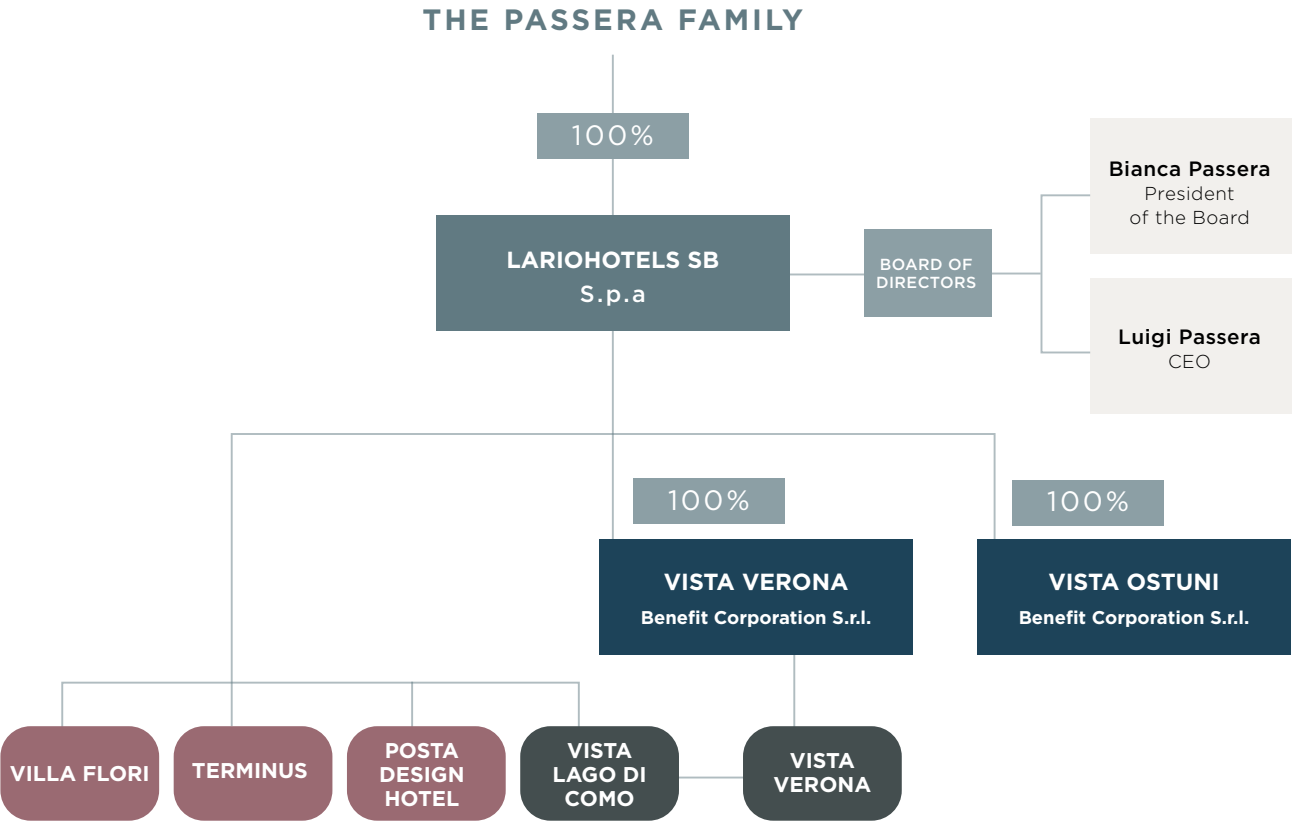 THE PASSERA FAMILY
100%
LARIOHOTELS SB
S.p.a
BOARD OF
DIRECTORS
Bianca Passera
President
of the Board
Luigi Passera
CEO
100%
VISTA VERONA
Benefit Corporation S.r.l.
100%
VISTA OSTUNI
Benefit Corporation S.r.l.
VILLA FLORI
TERMINUS
POSTA
DESIGN
HOTEL
VISTA
LAGO DI
COMO
VISTA
VERONA